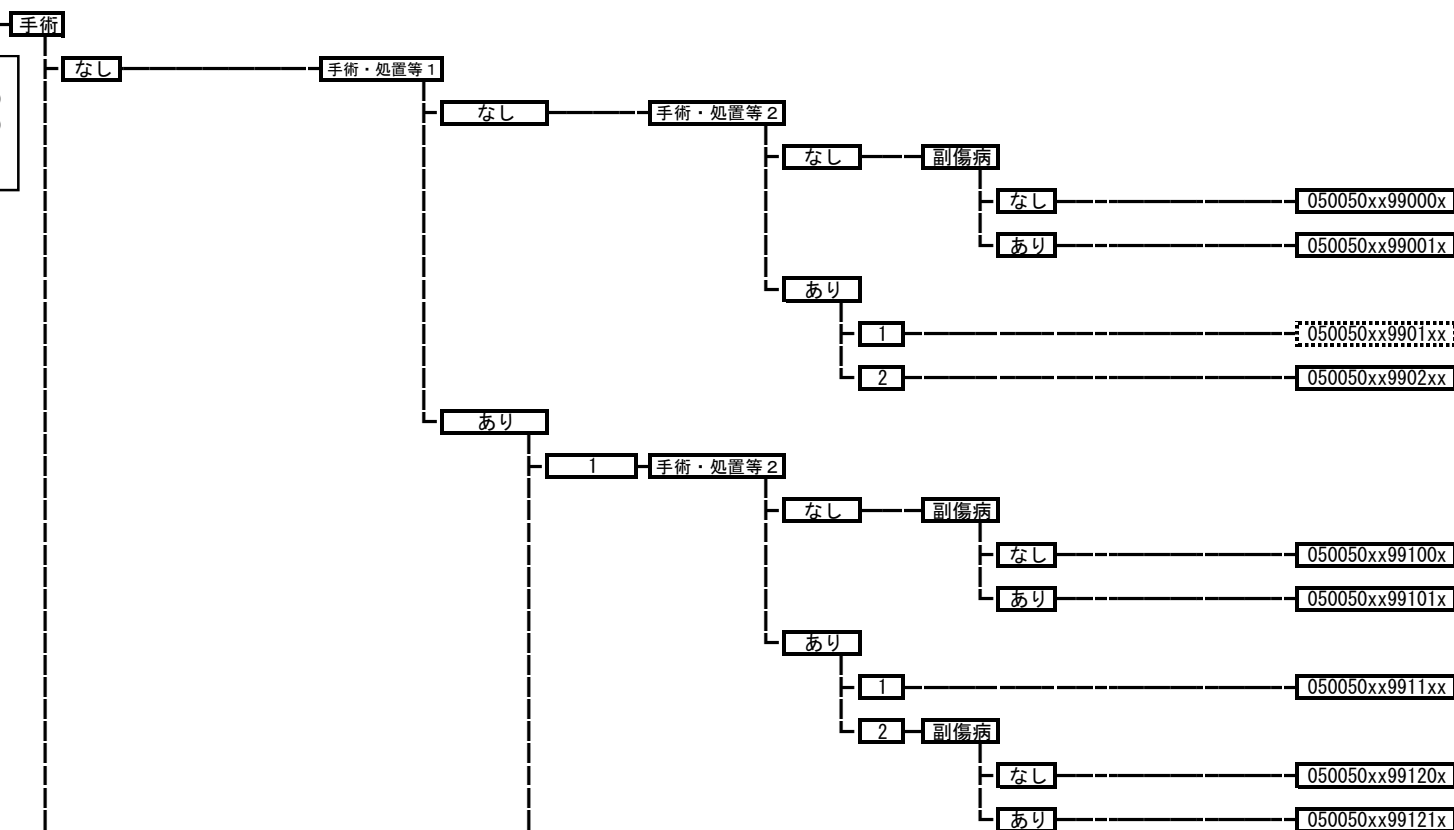 手術
なし 手術・処置等1
なし 手術・処置等2
なし 副傷病
なし 050050xx99000x
あり 050050xx99001x
あり
1 050050xx9901xx
2 050050xx9902xx
あり
1 手術・処置等2
なし 副傷病
なし 050050xx99100x
あり 050050xx99101x
あり
1 050050xx9911xx
2 副傷病
なし 050050xx99120x
あり 050050xx99121x